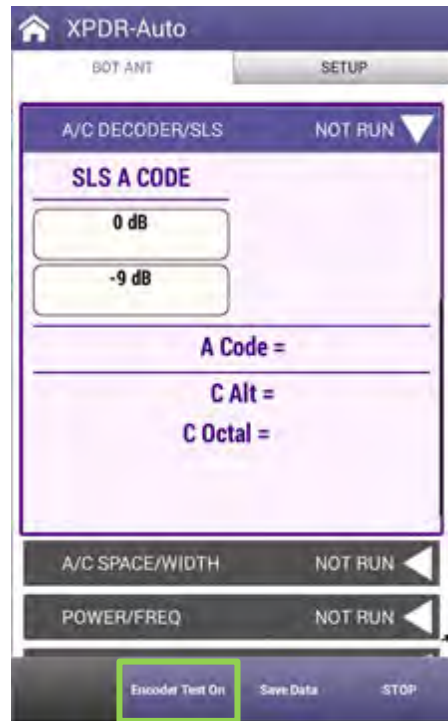 XPDR-Auto
BOT ANT SETUP
A/C DECODER/SLS NOT RUN
SLS A CODE
0 dB
-9 dB
A Code =
C Alt =
C Octal =
A/C SPACE/WIDTH NOT RUN
POWER/FREQ NOT RUN
Encoder Test On Save Data STOP